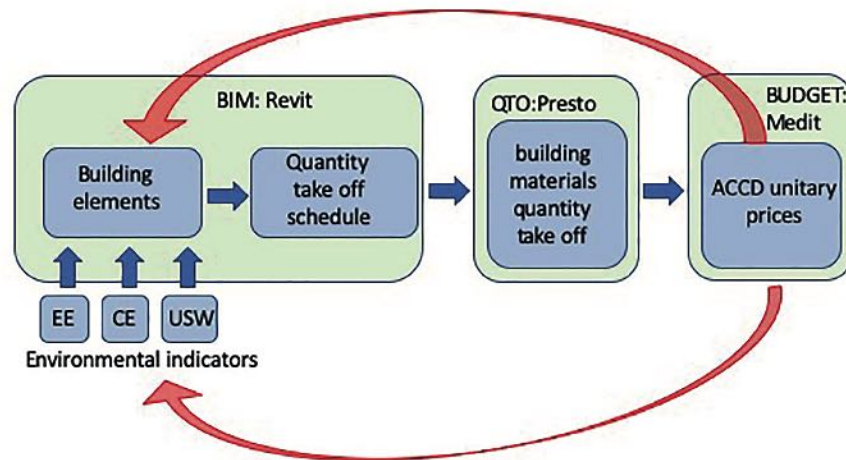 BIM: Revit
Building
elements
Quantity
take off
schedule
QTO:Presto
building
materials
quantity
take off
BUDGET:
Medit
ACCD unitary
prices
EE
CE
USW
Environmental indicators